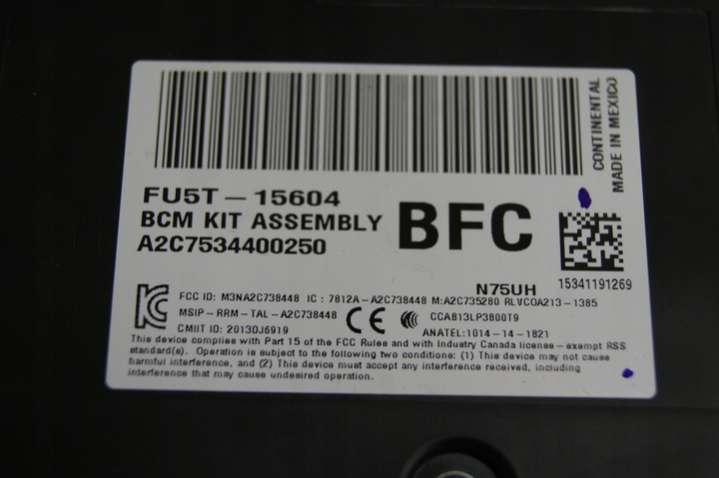 CONTINENTAL
MADE IN MEXICO
FU5T-15604
BCM KIT ASSEMBLY
A2C7534400250
BFC
N75UH
15341191269
FCC ID: M3NA2C738448 IC: 7812A-A2C738448 M:A2C735280 RLVCOA213-1385
MSIP-RRM-TAL-A2C738448 CE CCAB13LP3800T9
CMIIT ID: 2013DJ6919 ANATEL:1014-14-1821
This device complies with Part 15 of the FCC Rules and with Industry Canada license-exempt RSS
standard(s). Operation is subject to the following two conditions: (1) This device may not cause
harmful interference, and (2) This device must accept any interference received, including
interference that may cause undesired operation.